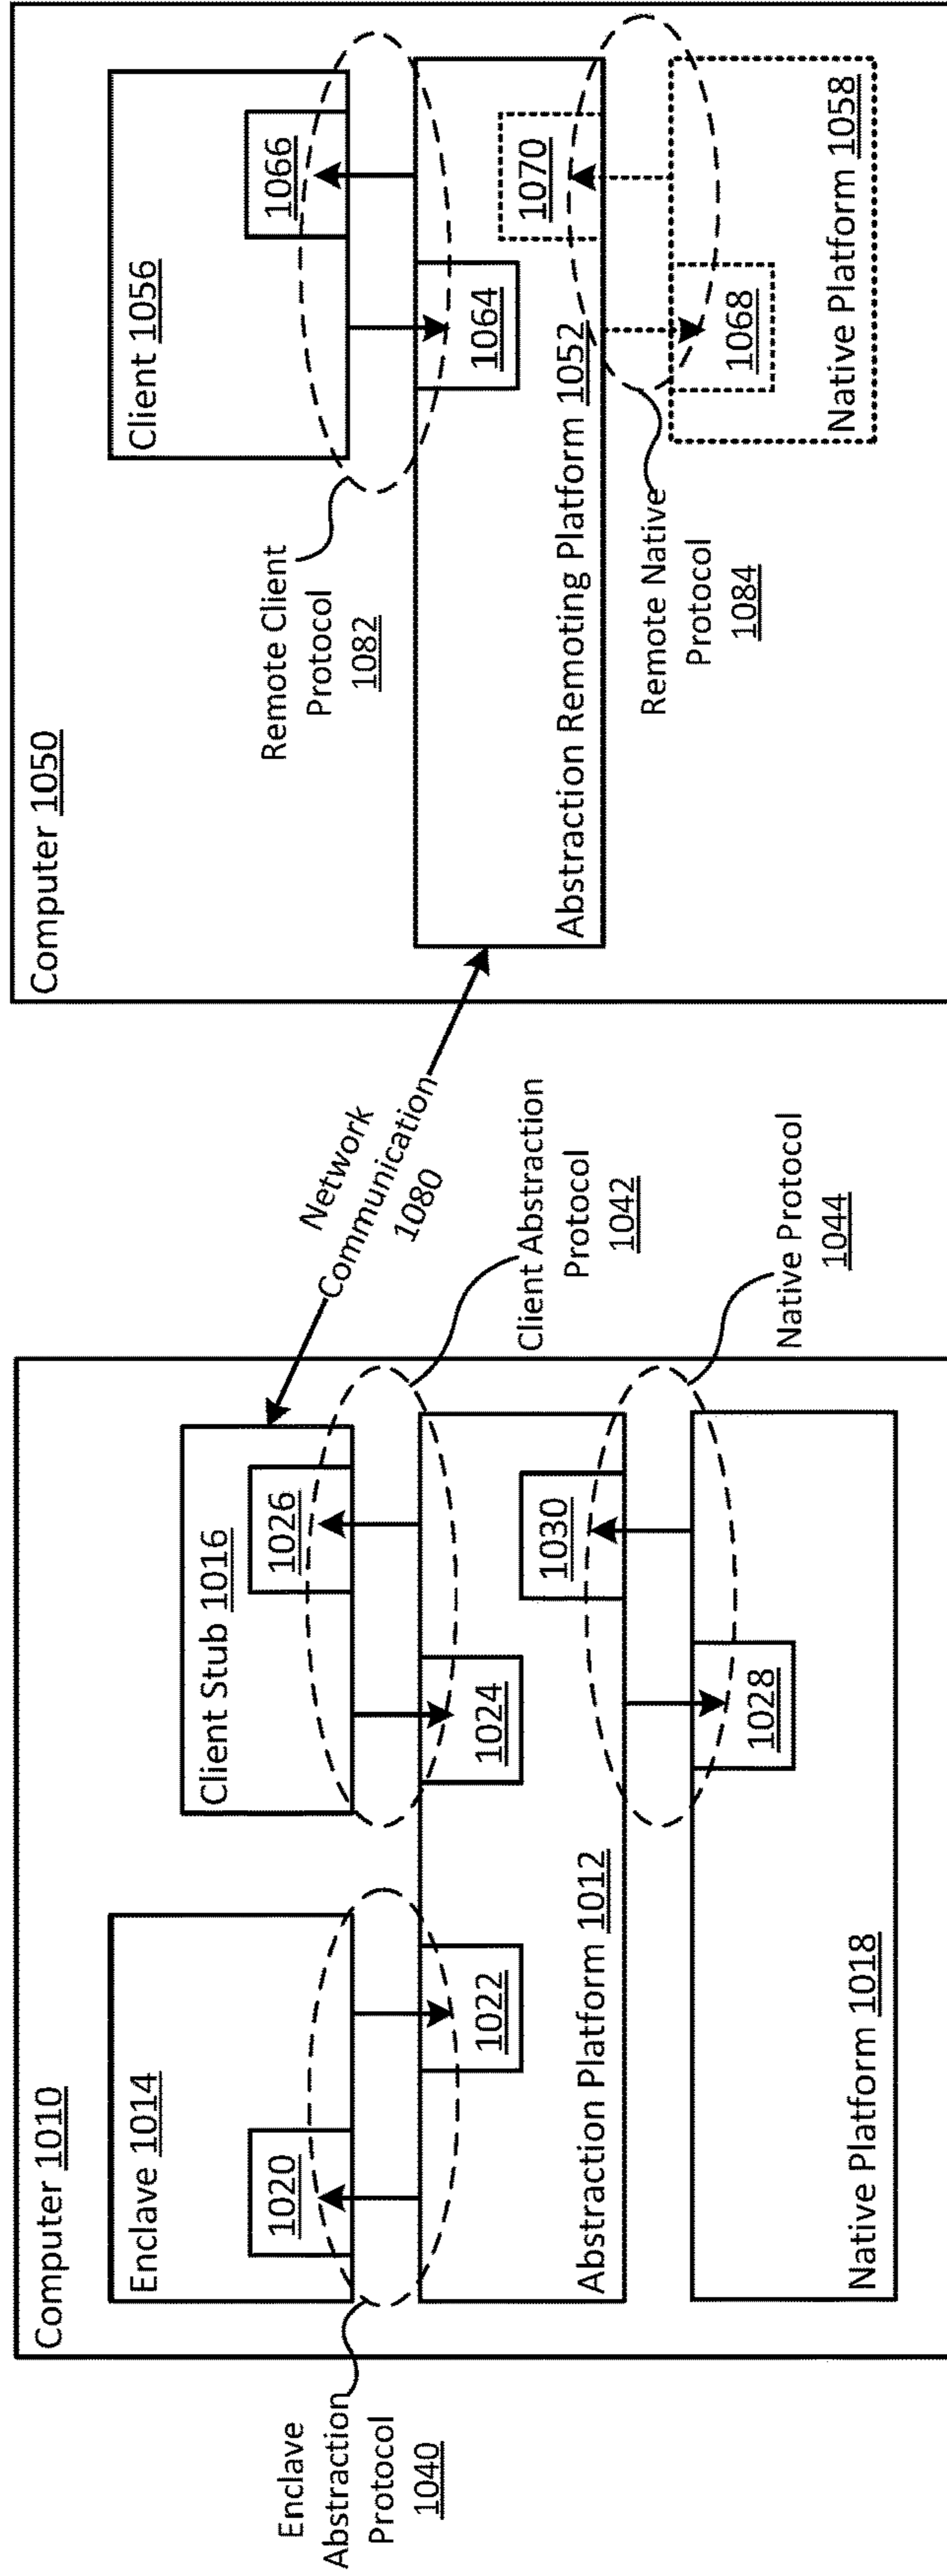 Computer 1010
Enclave 1014
1020
1022
Enclave
Abstraction
Protocol
1040
Client Stub 1016
1026
1024
Abstraction Platform 1012
1030
1028
Native Platform 1018
Network
Communication
1080
Client Abstraction
Protocol
1042
Native Protocol
1044
Computer 1050
Client 1056
1066
1064
Remote Client
Protocol
1082
Abstraction Remoting Platform 1052
1070
1068
Native Platform 1058
Remote Native
Protocol
1084